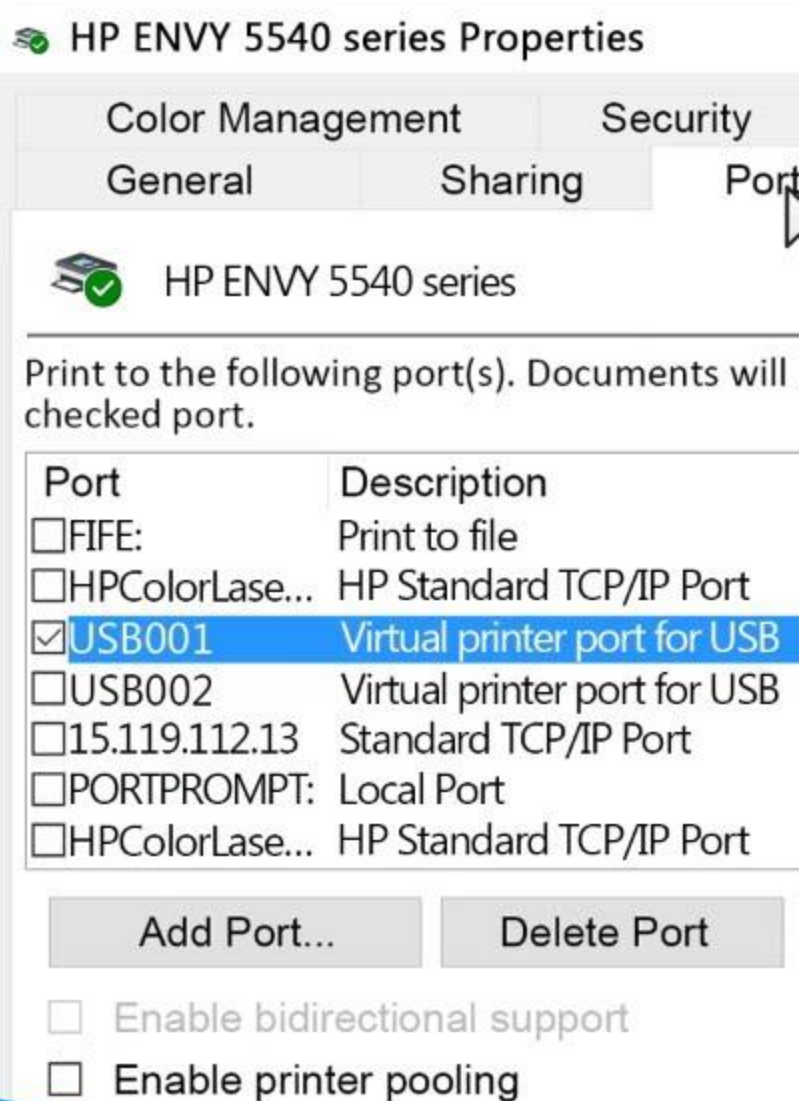 HP ENVY 5540 series Properties
Color Management Security
General Sharing Port
HP ENVY 5540 series
Print to the following port(s). Documents will
checked port.
Port Description
FIFE: Print to file
HPColorLase... HP Standard TCP/IP Port
USB001 Virtual printer port for USB
USB002 Virtual printer port for USB
15.119.112.13 Standard TCP/IP Port
PORTPROMPT: Local Port
HPColorLase... HP Standard TCP/IP Port
Add Port... Delete Port
Enable bidirectional support
Enable printer pooling